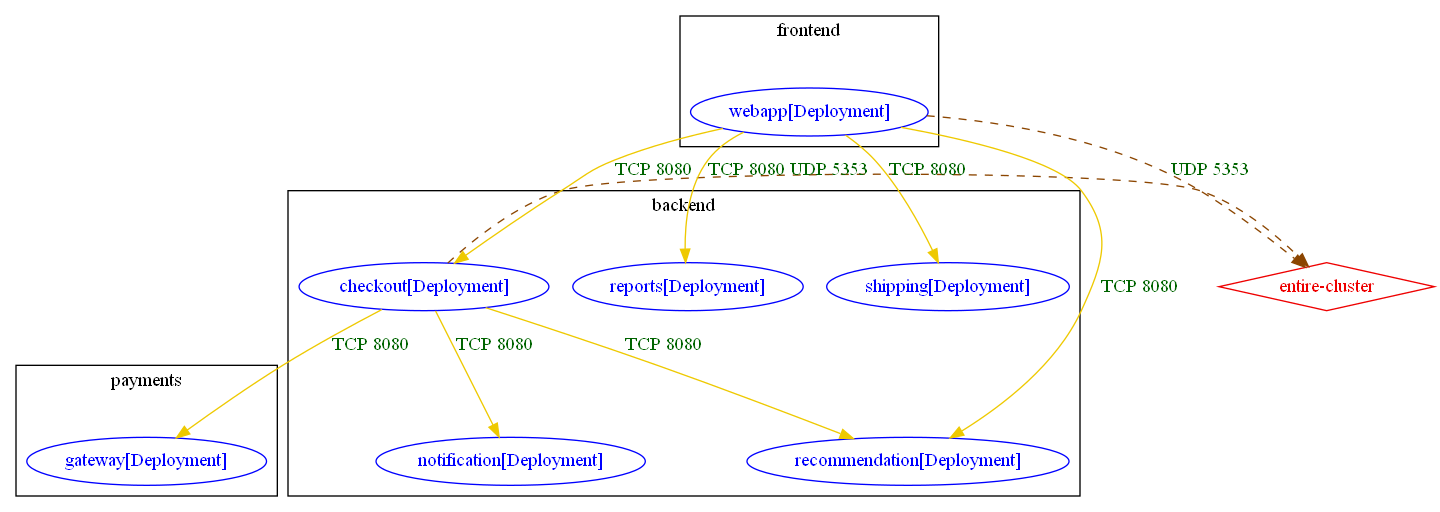 frontend
webapp[Deployment]
TCP 8080
TCP 8080
UDP 5353
TCP 8080
UDP 5353
backend
checkout[Deployment]
reports[Deployment]
shipping[Deployment]
TCP 8080
entire-cluster
TCP 8080
TCP 8080
TCP 8080
payments
gateway[Deployment]
notification[Deployment]
recommendation[Deployment]